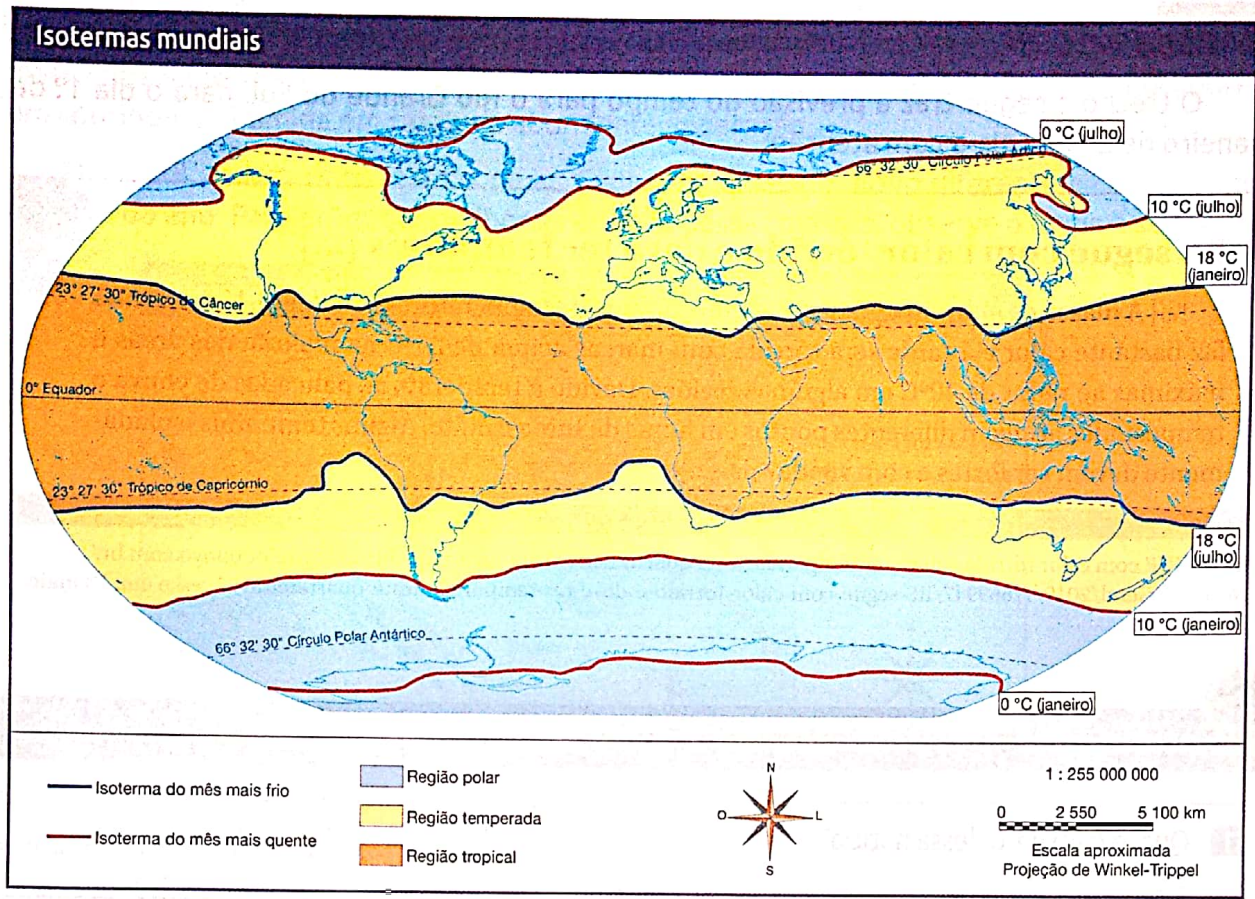 Isotermas mundiais
0 °C (julho)
66° 32' 30" Círculo Polar Ártico
10 °C (julho)
18 °C
(janeiro)
23° 27' 30" Trópico de Câncer
0° Equador
23° 27' 30" Trópico de Capricórnio
18 °C
(julho)
10 °C (janeiro)
66° 32' 30" Círculo Polar Antártico
0 °C (janeiro)
Isoterma do mês mais frio
Isoterma do mês mais quente
Região polar
Região temperada
Região tropical
N
O
L
S
1 : 255 000 000
0 2 550 5 100 km
Escala aproximada
Projeção de Winkel-Trippel